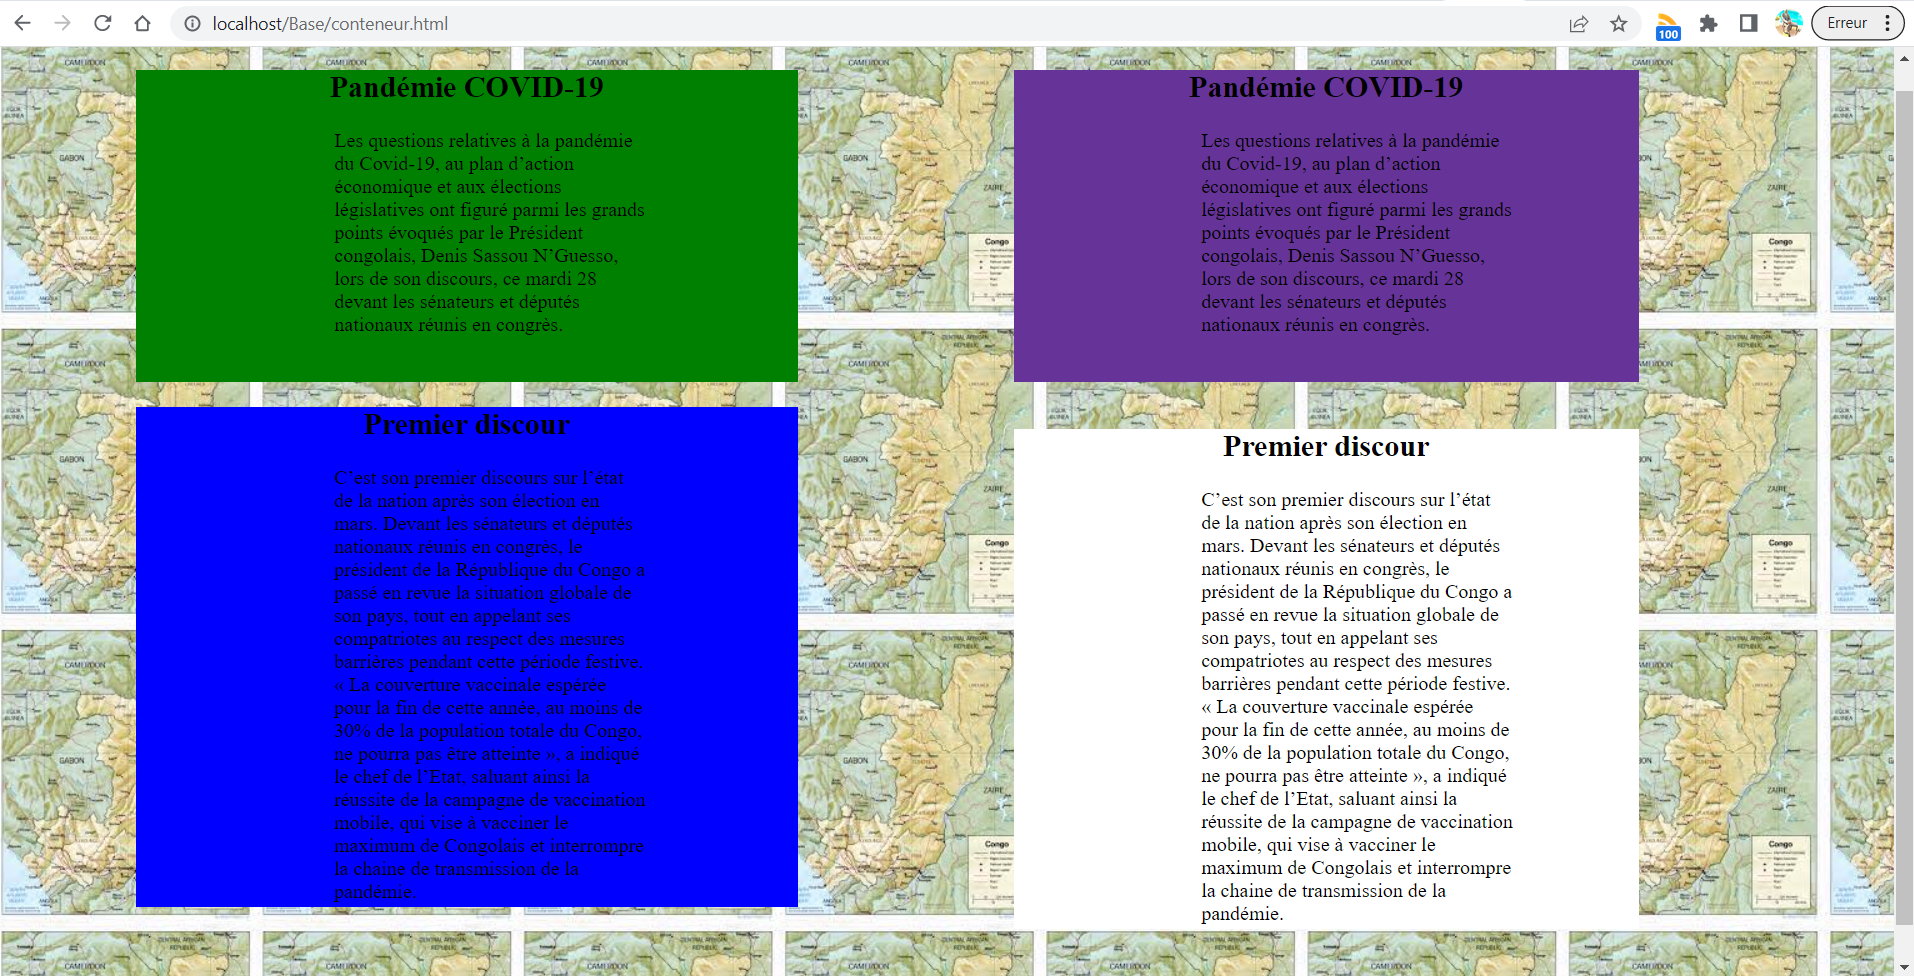 localhost/Base/conteneur.html
100
Erreur
Pandémie COVID-19
Les questions relatives à la pandémie
du Covid-19, au plan d’action
économique et aux élections
législatives ont figuré parmi les grands
points évoqués par le Président
congolais, Denis Sassou N’Guesso,
lors de son discours, ce mardi 28
devant les sénateurs et députés
nationaux réunis en congrès.
Pandémie COVID-19
Les questions relatives à la pandémie
du Covid-19, au plan d’action
économique et aux élections
législatives ont figuré parmi les grands
points évoqués par le Président
congolais, Denis Sassou N’Guesso,
lors de son discours, ce mardi 28
devant les sénateurs et députés
nationaux réunis en congrès.
Premier discour
C’est son premier discours sur l’état
de la nation après son élection en
mars. Devant les sénateurs et députés
nationaux réunis en congrès, le
président de la République du Congo a
passé en revue la situation globale de
son pays, tout en appelant ses
compatriotes au respect des mesures
barrières pendant cette période festive.
« La couverture vaccinale espérée
pour la fin de cette année, au moins de
30% de la population totale du Congo,
ne pourra pas être atteinte », a indiqué
le chef de l’Etat, saluant ainsi la
réussite de la campagne de vaccination
mobile, qui vise à vacciner le
maximum de Congolais et interrompre
la chaine de transmission de la
pandémie.
Premier discour
C’est son premier discours sur l’état
de la nation après son élection en
mars. Devant les sénateurs et députés
nationaux réunis en congrès, le
président de la République du Congo a
passé en revue la situation globale de
son pays, tout en appelant ses
compatriotes au respect des mesures
barrières pendant cette période festive.
« La couverture vaccinale espérée
pour la fin de cette année, au moins de
30% de la population totale du Congo,
ne pourra pas être atteinte », a indiqué
le chef de l’Etat, saluant ainsi la
réussite de la campagne de vaccination
mobile, qui vise à vacciner le
maximum de Congolais et interrompre
la chaine de transmission de la
pandémie.
CAMEROON
GABON
ZAIRE
Congo